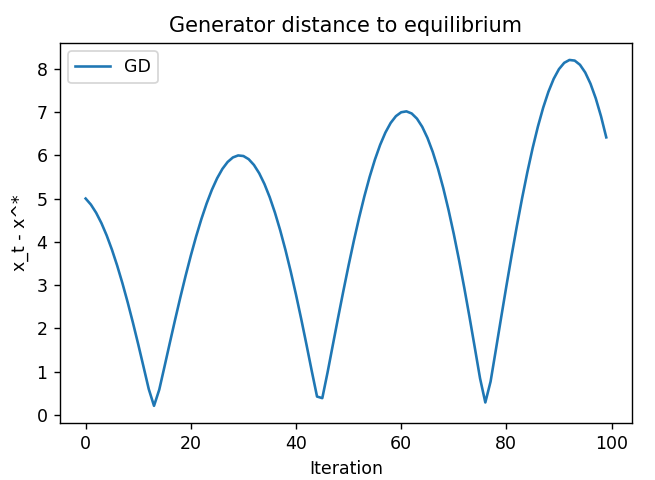 Generator distance to equilibrium
GD
x_t - x^*
8
7
6
5
4
3
2
1
0
0 20 40 60 80 100
Iteration